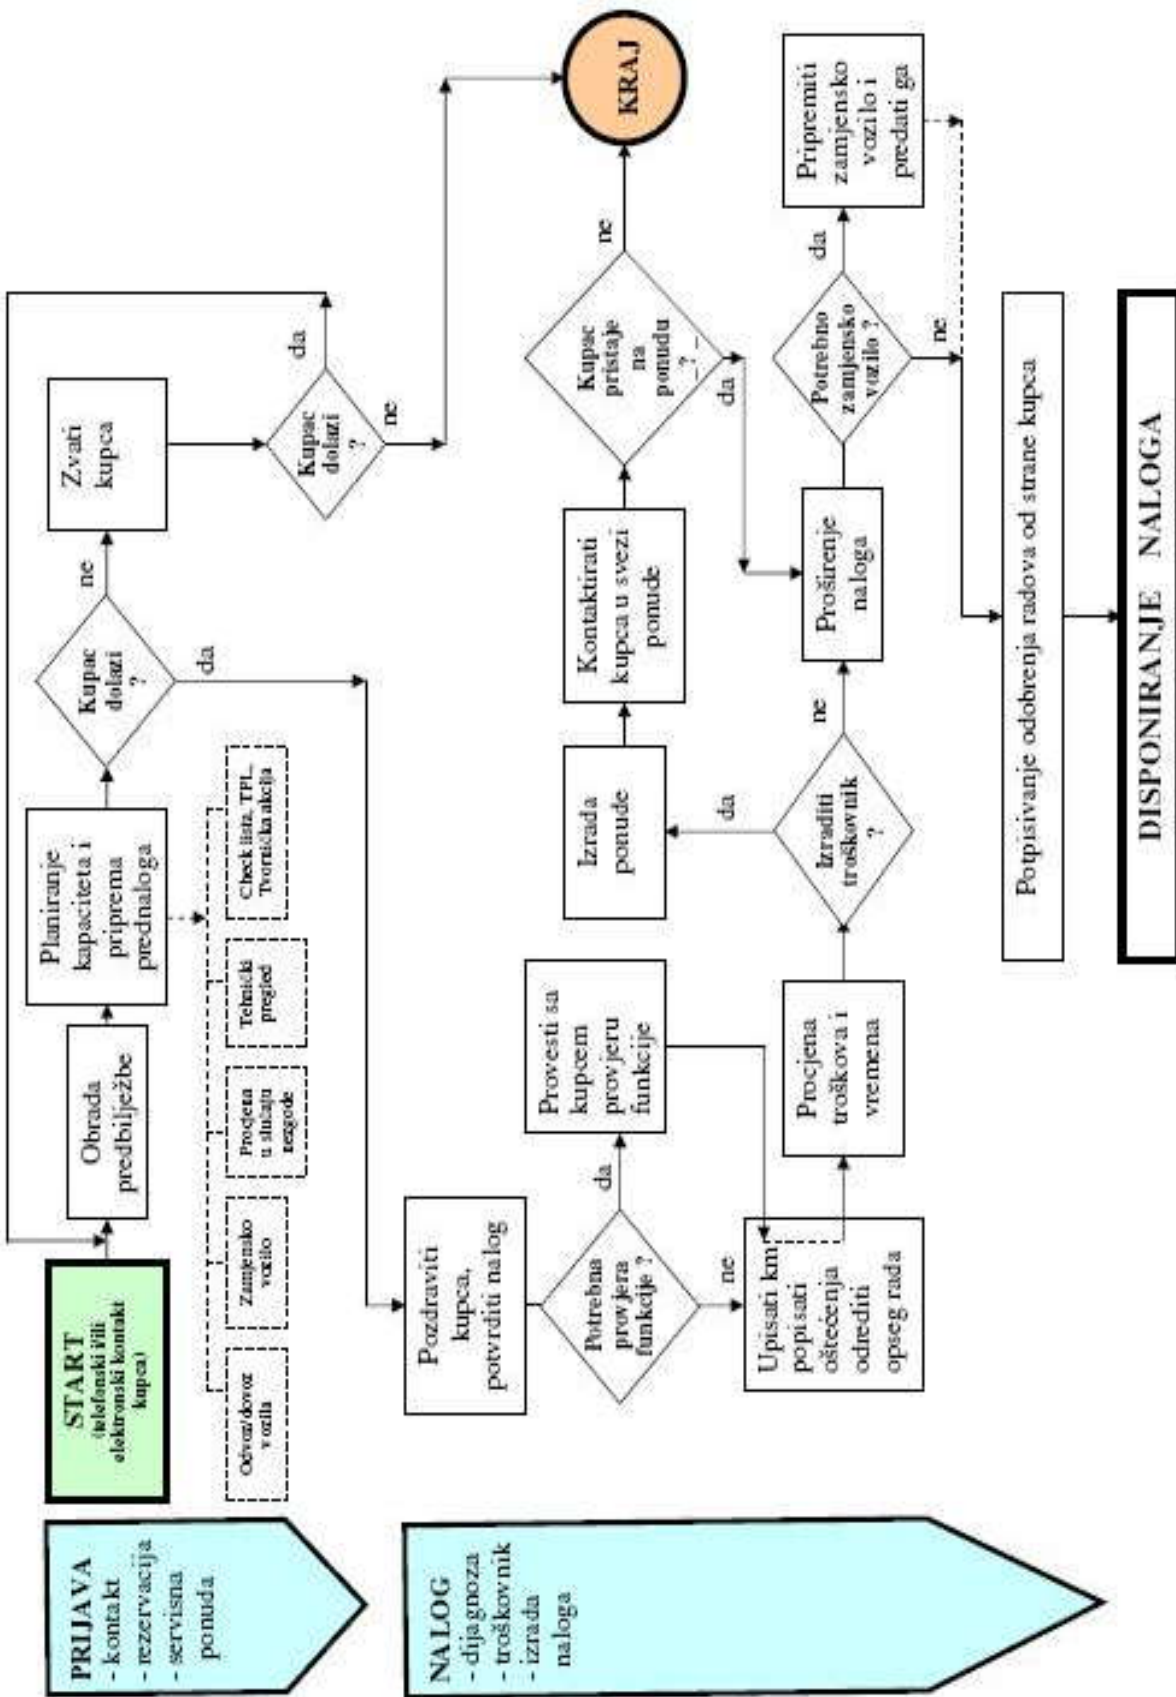 PRIJAVA
- kontakt
- rezervacija
- servisna
ponuda
START
(telefonski i/ili
elektronski kontakt
kupca)
Obrada
predbilježbe
Planiranje
kapaciteta i
priprema
prednaloga
Kupac
dolazi
?
ne
da
Zvati
kupca
Kupac
dolazi
?
da
ne
Odvoz/dovoz
vozila
Zamjensko
vozilo
Procjena
u slučaju
nezgode
Tehnički
pregled
Check lista, TPI,
Tvornička akcija
KRAJ
NALOG
- dijagnoza
- troškovnik
- izrada
naloga
Pozdraviti
kupca,
potvrditi nalog
Potrebna
provjera
funkcije ?
da
ne
Provesti sa
kupcem
provjeru
funkcije
Upisati km
popisati
oštećenja
odrediti
opseg rada
Procjena
troškova i
vremena
Izraditi
troškovnik
?
da
ne
Izrada
ponude
Kontaktirati
kupca u svezi
ponude
Kupac
pristaje
na
ponudu
_?_
ne
da
Proširenje
naloga
Potrebno
zamjensko
vozilo ?
da
ne
Pripremiti
zamjensko
vozilo i
predati ga
Potpisivanje odobrenja radova od strane kupca
DISPONIRANJE NALOGA